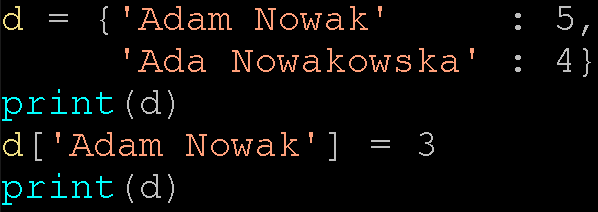 d = {'Adam Nowak'     : 5,
     'Ada Nowakowska' : 4}
print(d)
d['Adam Nowak'] = 3
print(d)